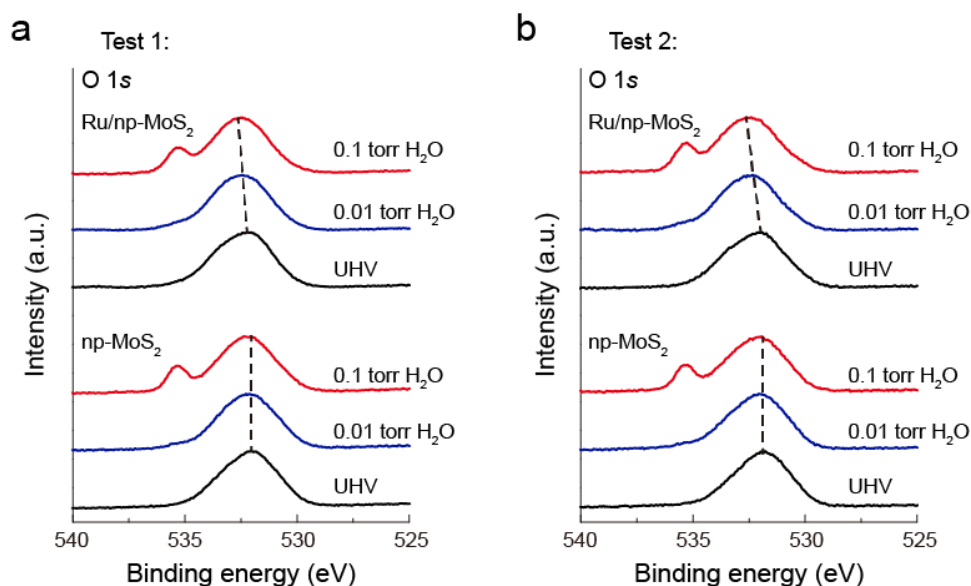 a
Test 1:
O 1s
Ru/np-MoS₂
0.1 torr H₂O
0.01 torr H₂O
UHV
np-MoS₂
0.1 torr H₂O
0.01 torr H₂O
UHV
Intensity (a.u.)
540 535 530 525
Binding energy (eV)
b
Test 2:
O 1s
Ru/np-MoS₂
0.1 torr H₂O
0.01 torr H₂O
UHV
np-MoS₂
0.1 torr H₂O
0.01 torr H₂O
UHV
Intensity (a.u.)
540 535 530 525
Binding energy (eV)